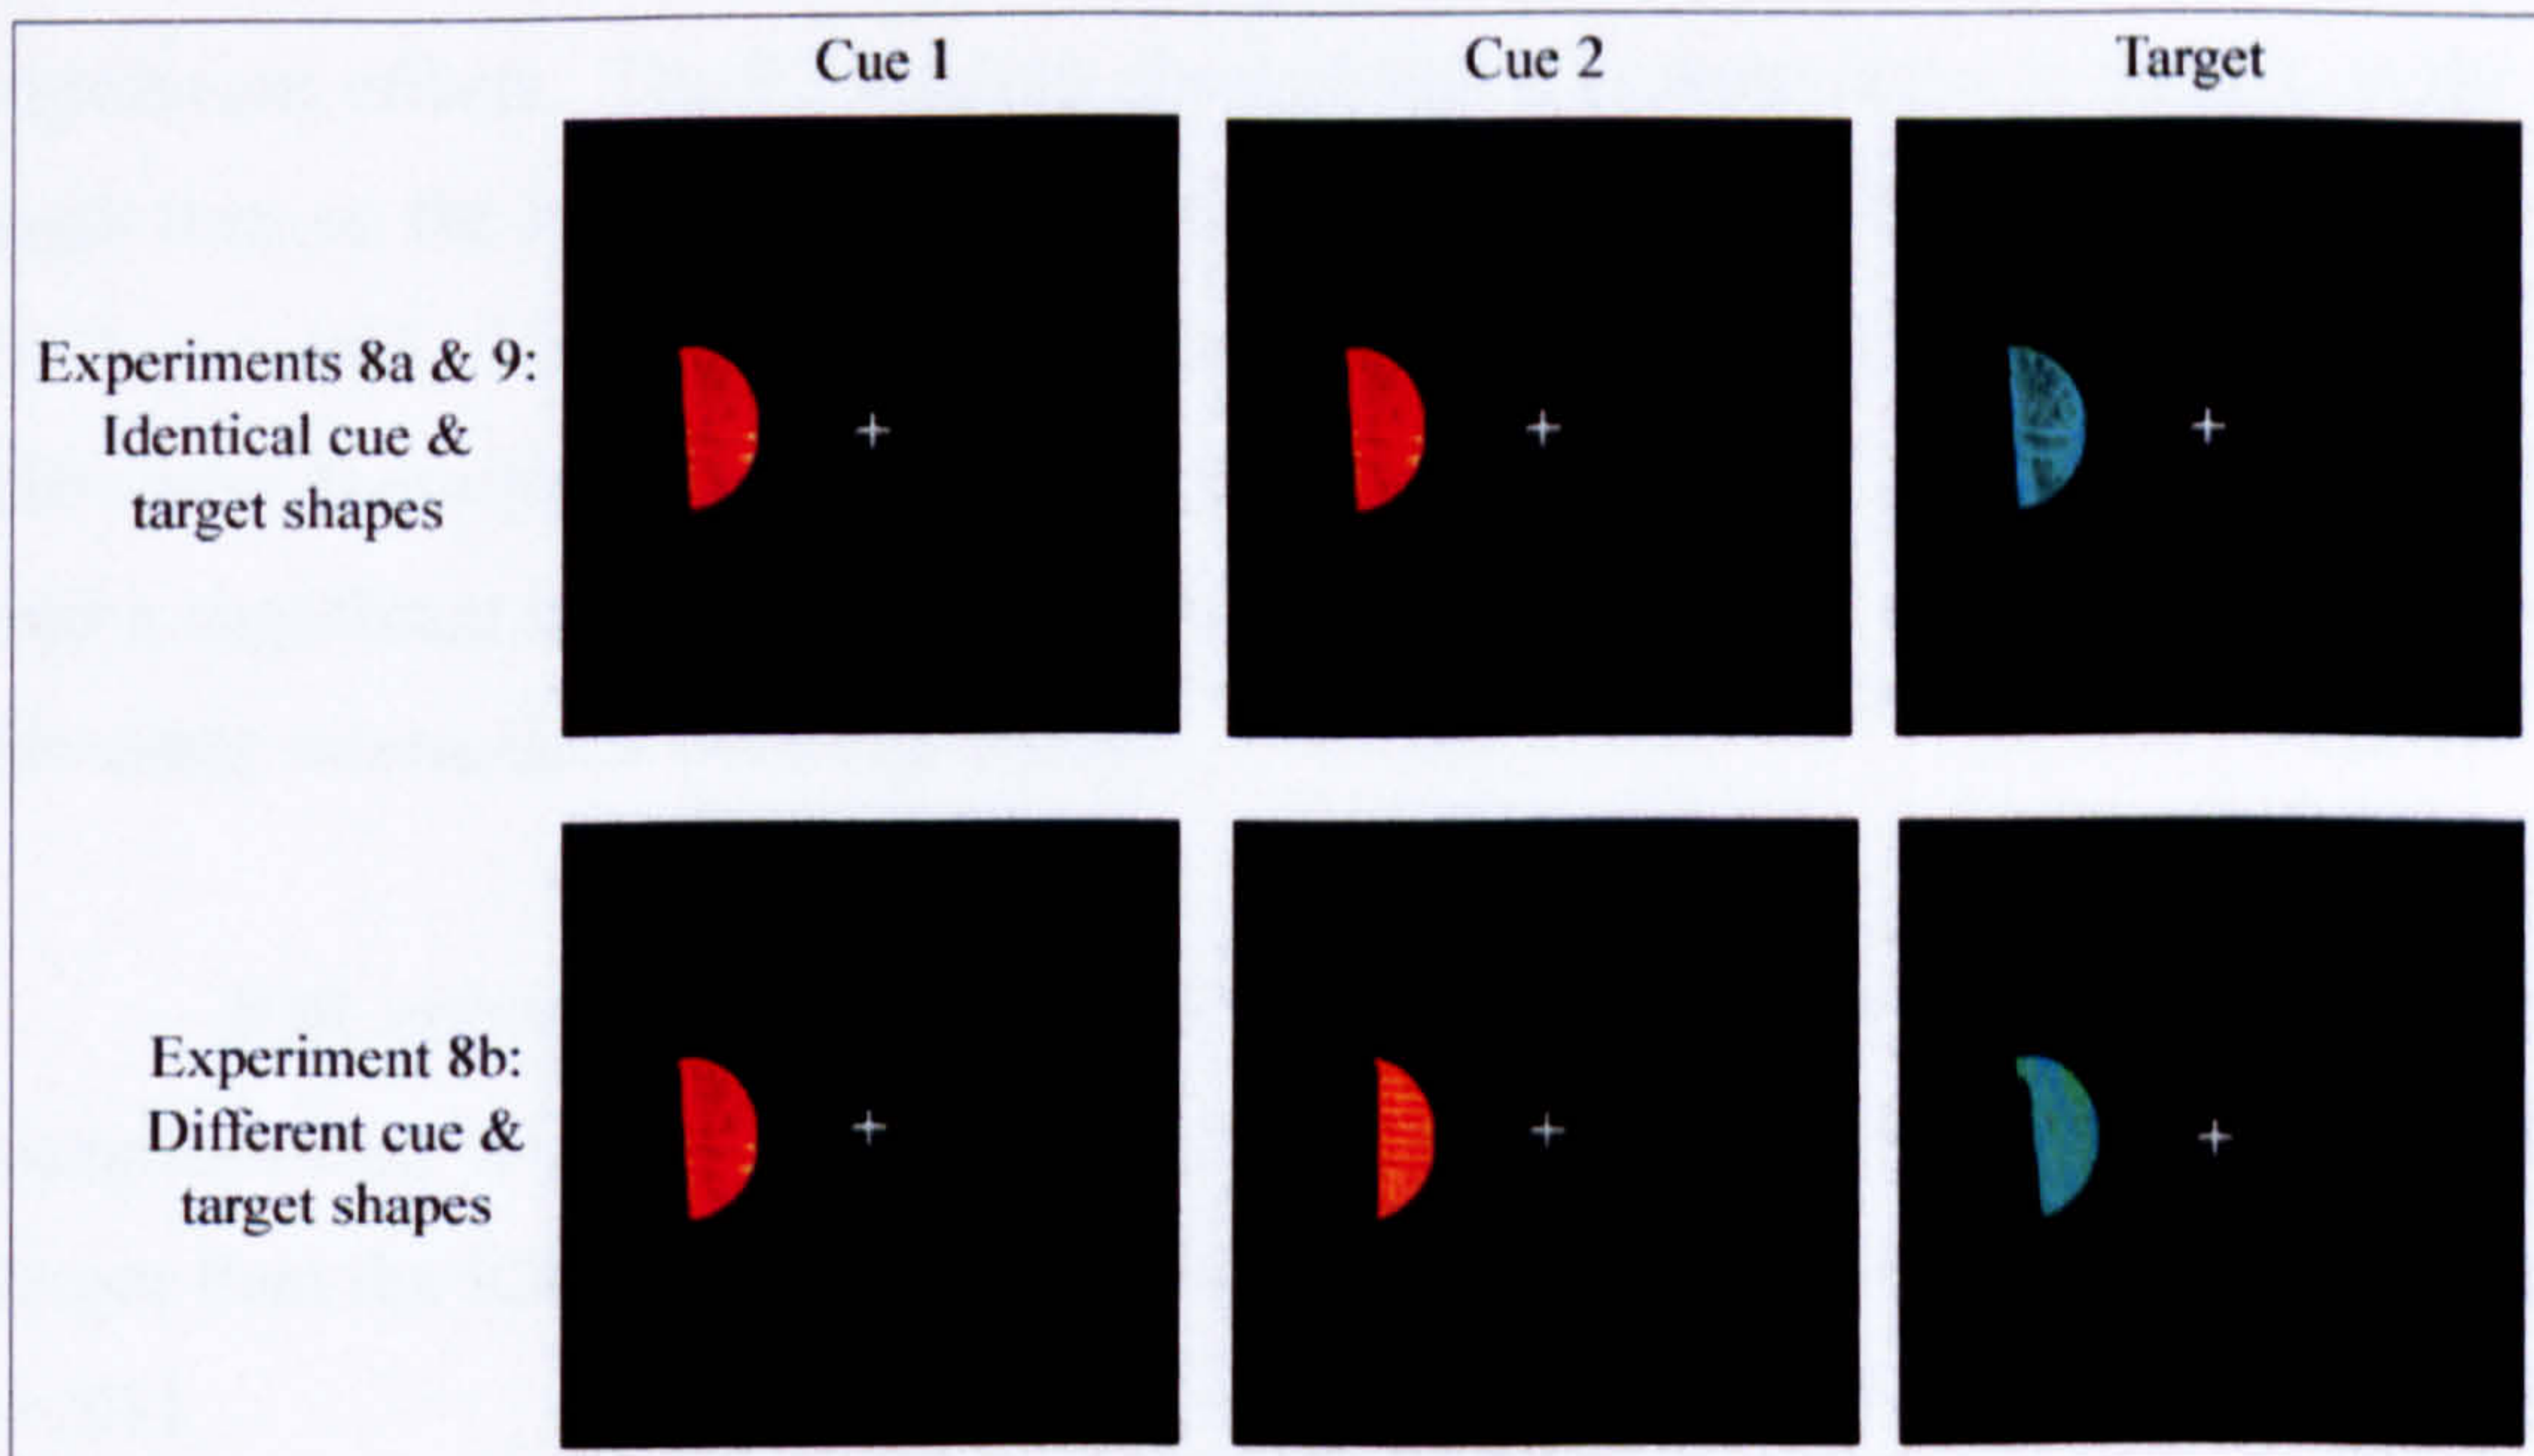 Cue 1
Cue 2
Target
Experiments 8a & 9:
Identical cue &
target shapes
Experiment 8b:
Different cue &
target shapes